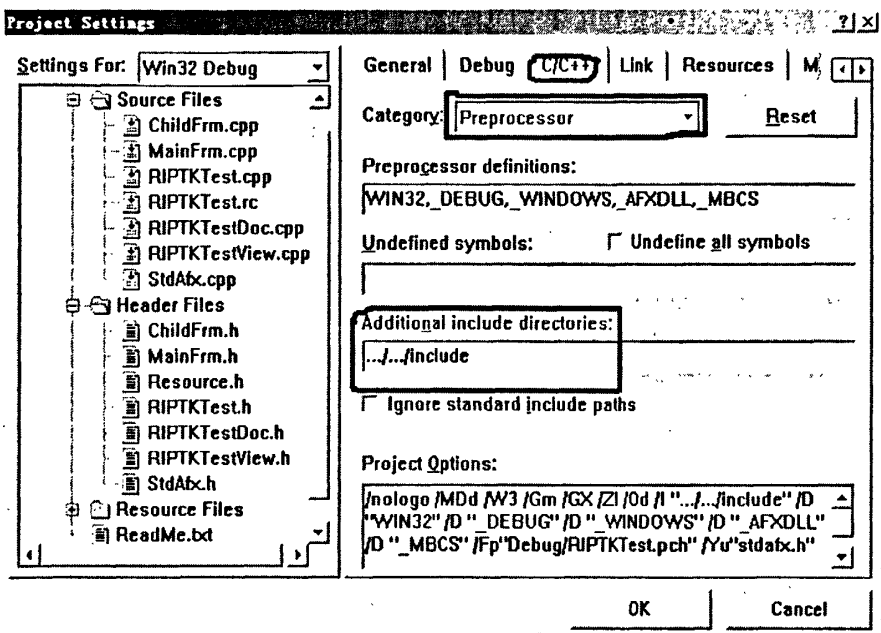 Project Settings
Settings For: Win32 Debug
Source Files
ChildFrm.cpp
MainFrm.cpp
RIPTKTest.cpp
RIPTKTest.rc
RIPTKTestDoc.cpp
RIPTKTestView.cpp
StdAfx.cpp
Header Files
ChildFrm.h
MainFrm.h
Resource.h
RIPTKTest.h
RIPTKTestDoc.h
RIPTKTestView.h
StdAfx.h
Resource Files
ReadMe.txt
General Debug C/C++ Link Resources M
Category: Preprocessor Reset
Preprocessor definitions:
WIN32,_DEBUG,_WINDOWS,_AFXDLL,_MBCS
Undefined symbols: Undefine all symbols
Additional include directories:
.../.../include
Ignore standard include paths
Project Options:
/nologo /MDd /W3 /Gm /GX /ZI /Od /I ".../.../include" /D
"WIN32" /D "_DEBUG" /D "_WINDOWS" /D "_AFXDLL"
/D "_MBCS" /Fp"Debug/RIPTKTest.pch" /Yu"stdafx.h"
OK Cancel